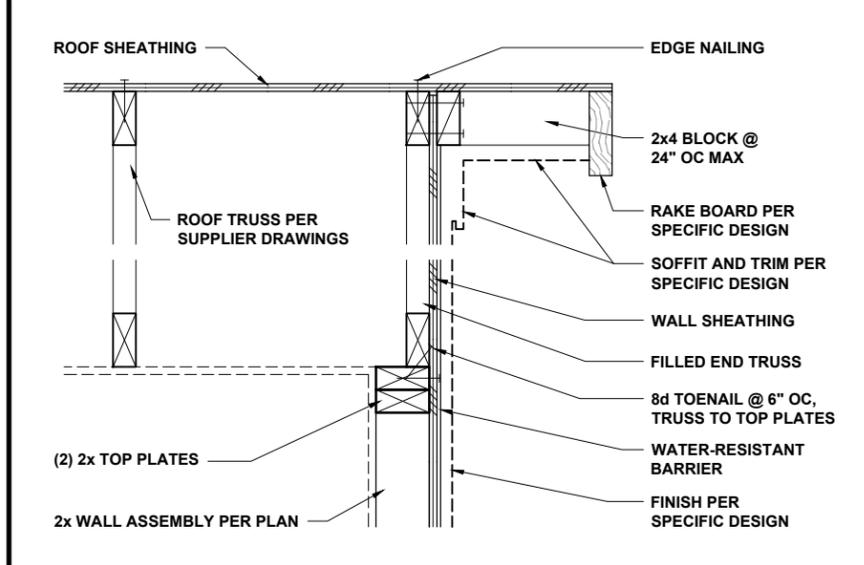 ROOF SHEATHING
EDGE NAILING
2x4 BLOCK @
24" OC MAX
ROOF TRUSS PER
SUPPLIER DRAWINGS
RAKE BOARD PER
SPECIFIC DESIGN
SOFFIT AND TRIM PER
SPECIFIC DESIGN
WALL SHEATHING
FILLED END TRUSS
8d TOENAIL @ 6" OC,
TRUSS TO TOP PLATES
(2) 2x TOP PLATES
WATER-RESISTANT
BARRIER
2x WALL ASSEMBLY PER PLAN
FINISH PER
SPECIFIC DESIGN